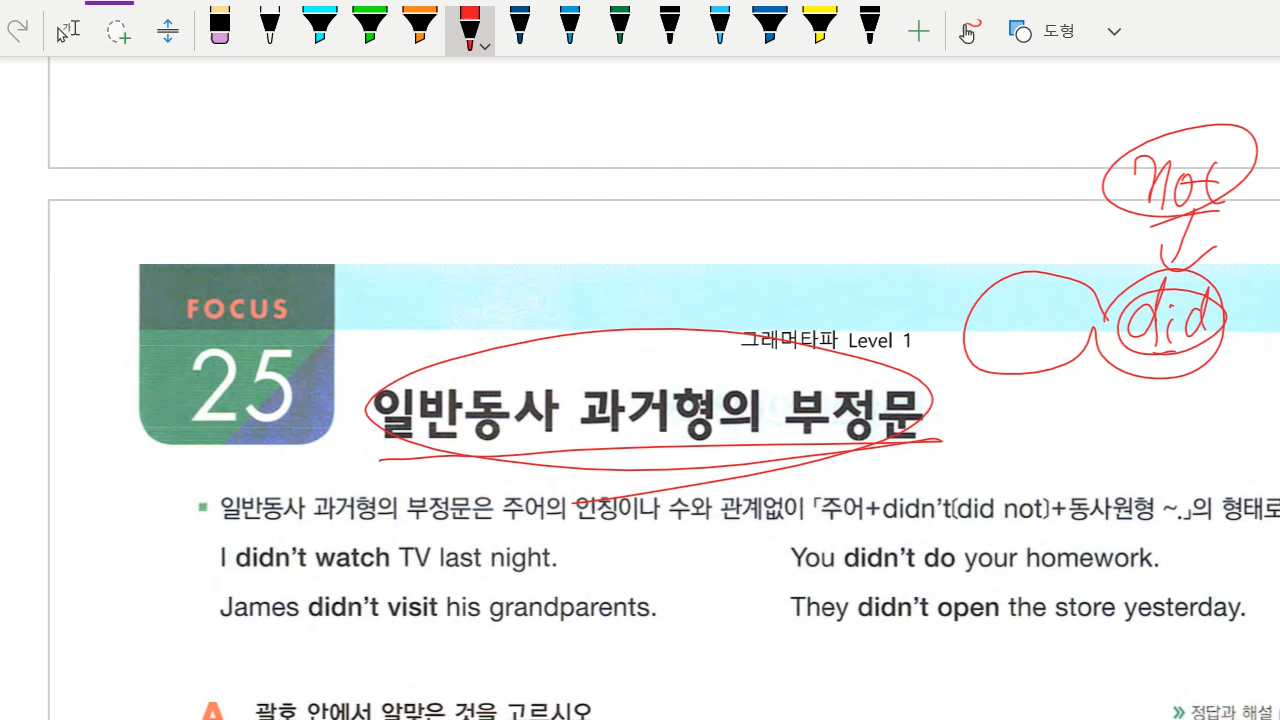 도형
not
did
FOCUS
25
그래머타파 Level 1
일반동사 과거형의 부정문
일반동사 과거형의 부정문은 주어의 인칭이나 수와 관계없이 「주어+didn't(did not)+동사원형 ~.」의 형태로
I didn't watch TV last night.
You didn't do your homework.
James didn't visit his grandparents.
They didn't open the store yesterday.
A 괄호 안에서 알맞은 것을 고르시오
» 정답과 해설